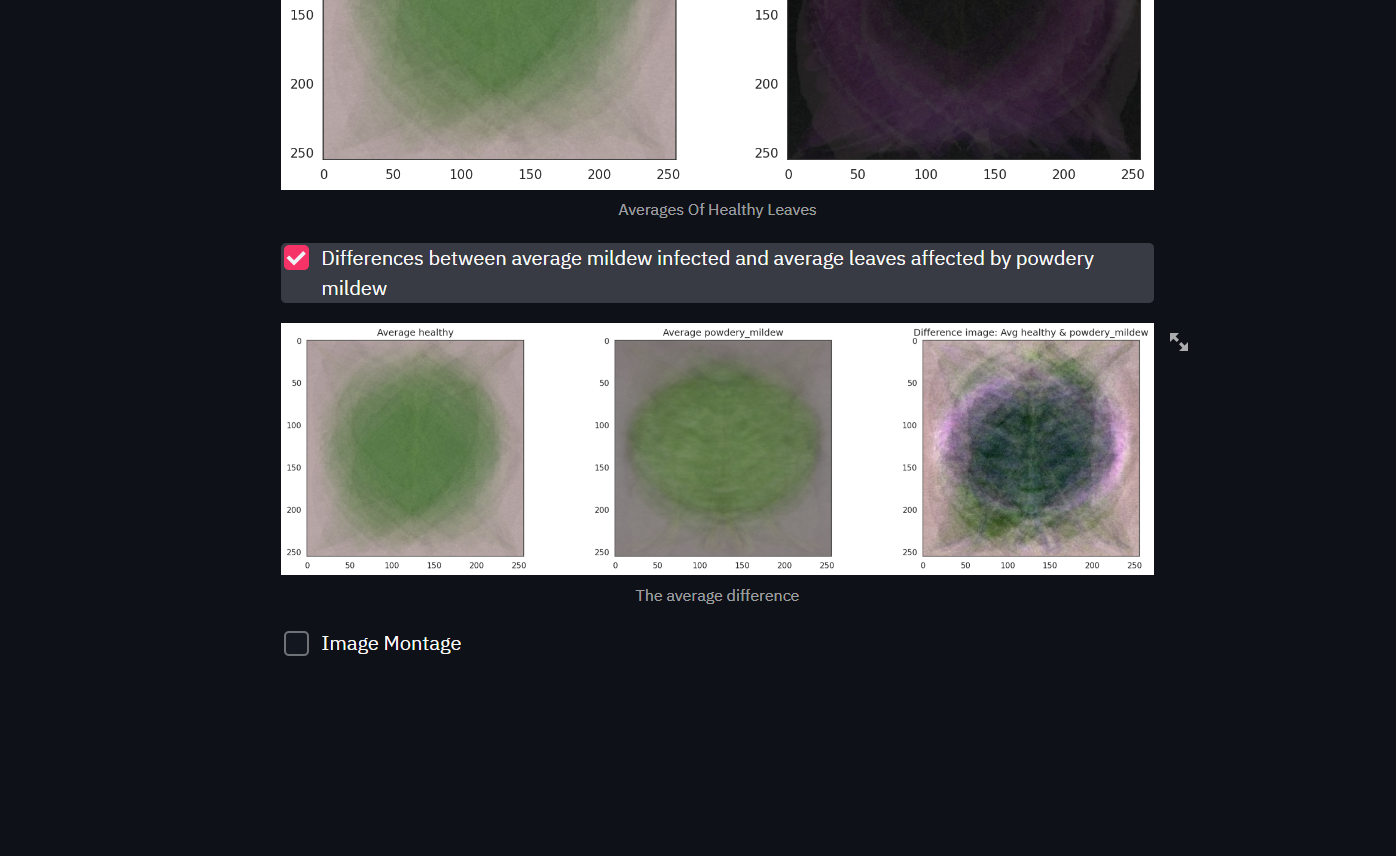 150
200
250
0 50 100 150 200 250
150
200
250
0 50 100 150 200 250
Averages Of Healthy Leaves
Differences between average mildew infected and average leaves affected by powdery
mildew
Average healthy
0
50
100
150
200
250
0 50 100 150 200 250
Average powdery_mildew
0
50
100
150
200
250
0 50 100 150 200 250
Difference image: Avg healthy & powdery_mildew
0
50
100
150
200
250
0 50 100 150 200 250
The average difference
Image Montage